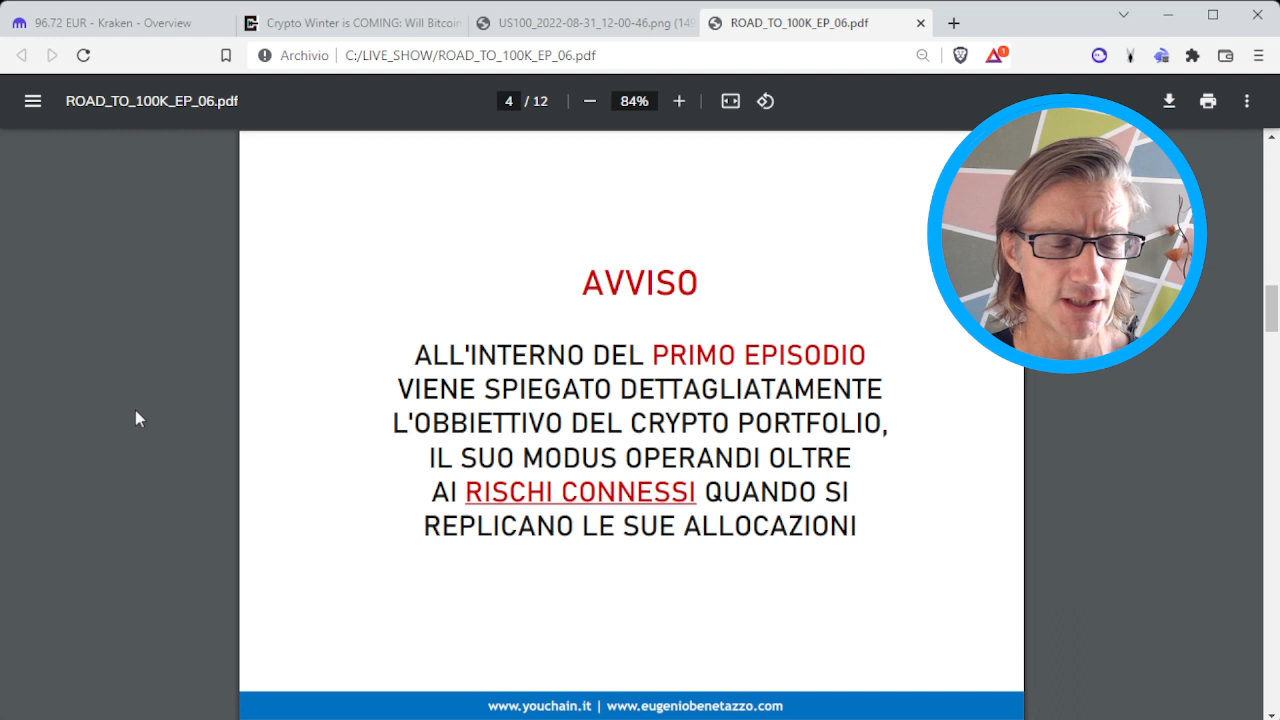 96.72 EUR - Kraken - Overview
Crypto Winter is COMING: Will Bitcoin
US100_2022-08-31_12-00-46.png (149
ROAD_TO_100K_EP_06.pdf
Archivio
C:/LIVE_SHOW/ROAD_TO_100K_EP_06.pdf
1
ROAD_TO_100K_EP_06.pdf
4 / 12
84%
AVVISO
ALL'INTERNO DEL PRIMO EPISODIO
VIENE SPIEGATO DETTAGLIATAMENTE
L'OBBIETTIVO DEL CRYPTO PORTFOLIO,
IL SUO MODUS OPERANDI OLTRE
AI RISCHI CONNESSI QUANDO SI
REPLICANO LE SUE ALLOCAZIONI
www.youchain.it | www.eugeniobenetazzo.com